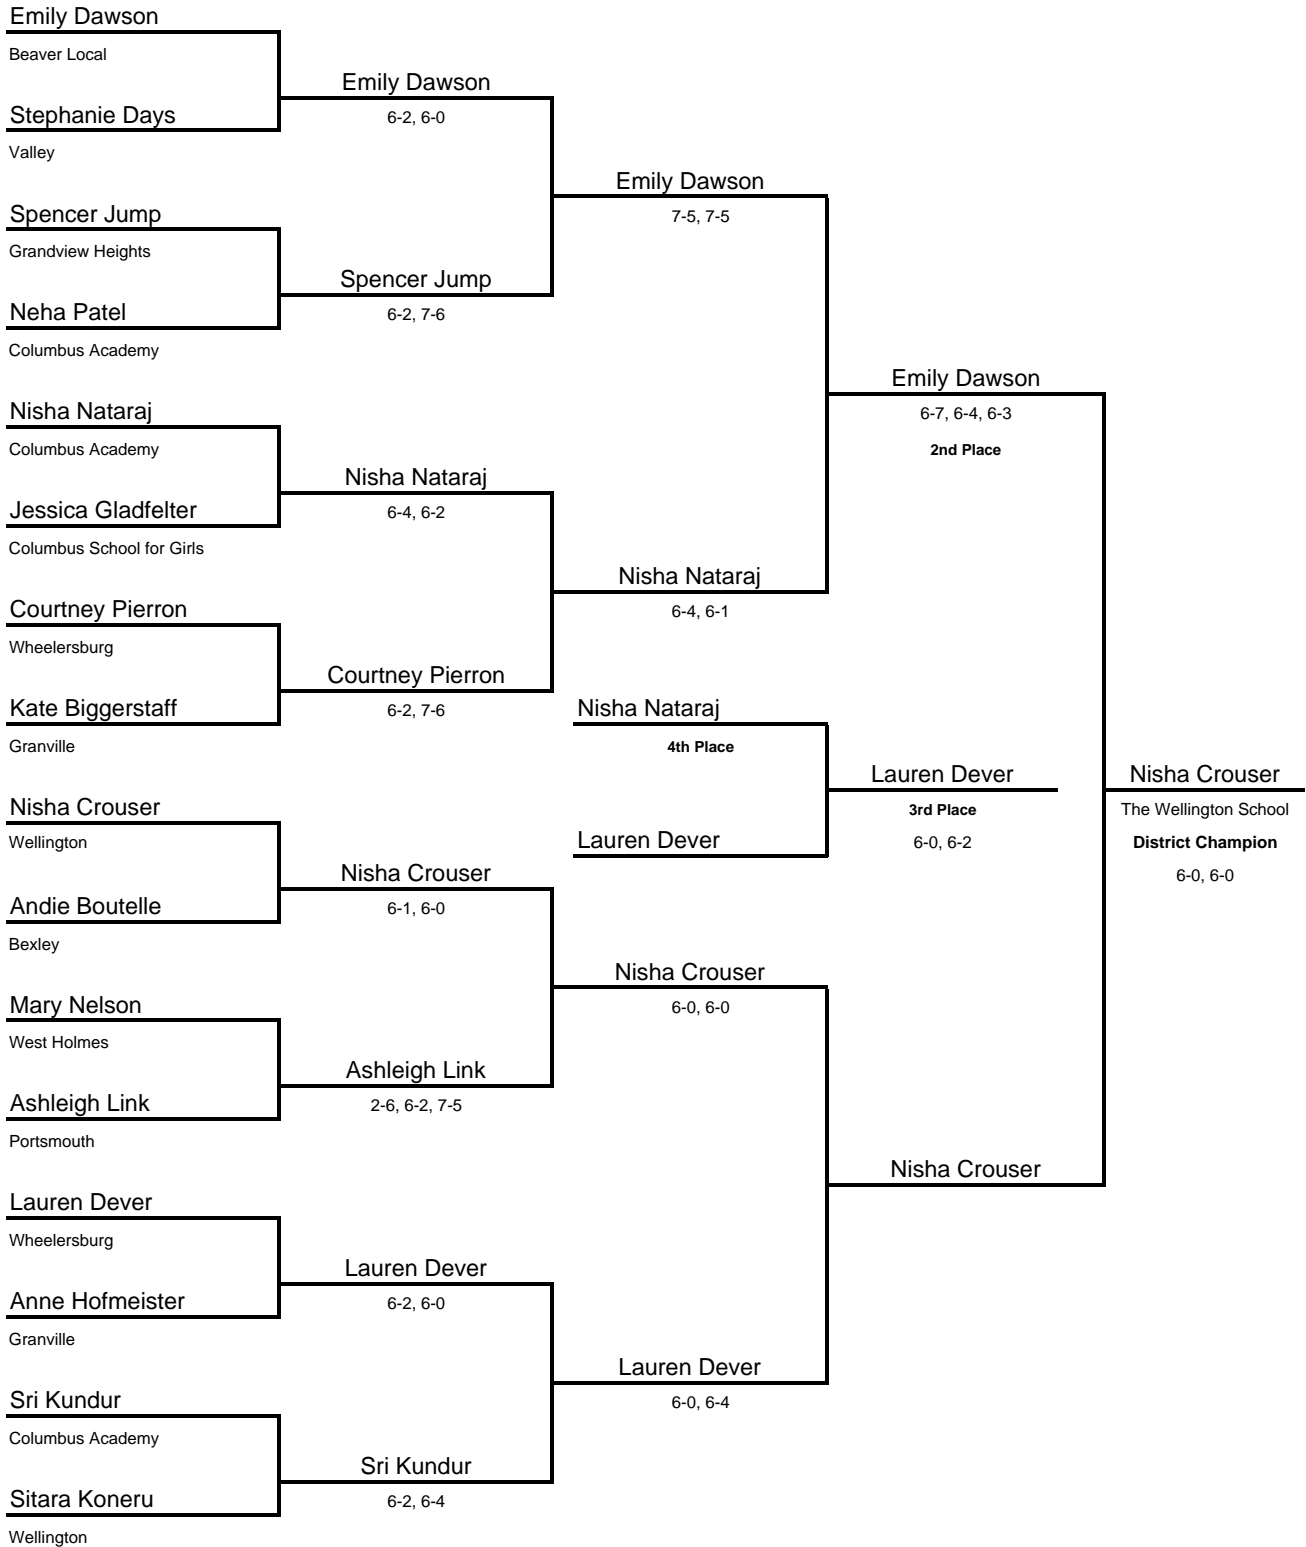 Emily Dawson
Beaver Local
Stephanie Days
Valley
Spencer Jump
Grandview Heights
Neha Patel
Columbus Academy
Nisha Nataraj
Columbus Academy
Jessica Gladfelter
Columbus School for Girls
Courtney Pierron
Wheelersburg
Kate Biggerstaff
Granville
Nisha Crouser
Wellington
Andie Boutelle
Bexley
Mary Nelson
West Holmes
Ashleigh Link
Portsmouth
Lauren Dever
Wheelersburg
Anne Hofmeister
Granville
Sri Kundur
Columbus Academy
Sitara Koneru
Wellington
Emily Dawson
6-2, 6-0
Spencer Jump
6-2, 7-6
Nisha Nataraj
6-4, 6-2
Courtney Pierron
6-2, 7-6
Nisha Crouser
6-1, 6-0
Ashleigh Link
2-6, 6-2, 7-5
Lauren Dever
6-2, 6-0
Sri Kundur
6-2, 6-4
Emily Dawson
7-5, 7-5
Nisha Nataraj
6-4, 6-1
Nisha Nataraj
4th Place
Lauren Dever
Nisha Crouser
6-0, 6-0
Lauren Dever
6-0, 6-4
Emily Dawson
6-7, 6-4, 6-3
2nd Place
Lauren Dever
3rd Place
6-0, 6-2
Nisha Crouser
Nisha Crouser
The Wellington School
District Champion
6-0, 6-0